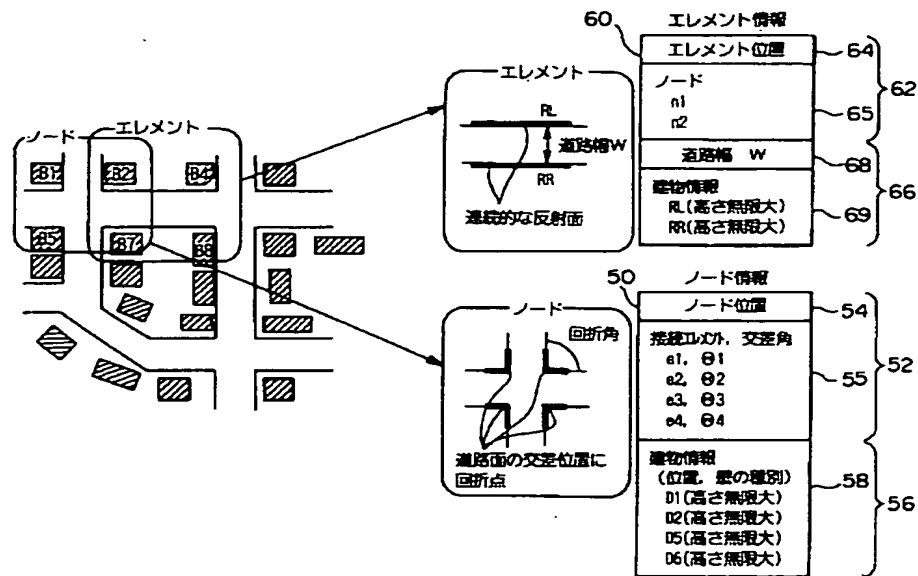 ノード
エレメント
B1
B2
B4
B5
B7
B8
エレメント
RL
道路幅W
RR
連続的な反射面
エレメント情報
60
エレメント位置
64
ノード
n1
n2
65
62
道路幅 W
68
建物情報
RL(高さ無限大)
RR(高さ無限大)
69
66
ノード
回折角
道路面の交差位置に
回折点
ノード情報
50
ノード位置
54
接続エレメント, 交差角
e1, Θ1
e2, Θ2
e3, Θ3
e4, Θ4
55
52
建物情報
(位置, 壁の種別)
D1(高さ無限大)
D2(高さ無限大)
D5(高さ無限大)
D6(高さ無限大)
58
56